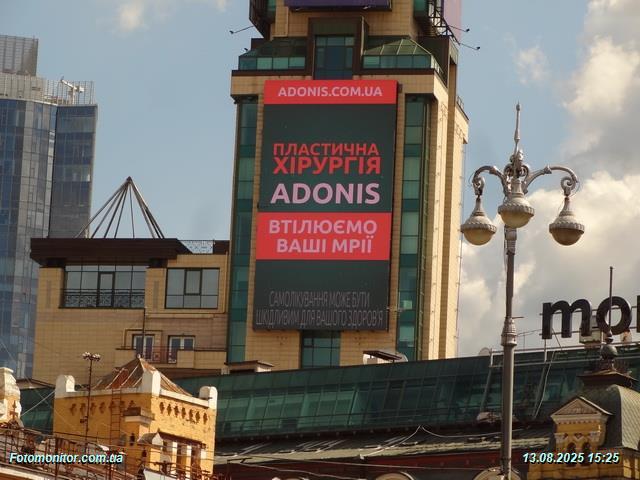 ADONIS.COM.UA
ПЛАСТИЧНА
ХІРУРГІЯ
ADONIS
ВТІЛЮЄМО
ВАШІ МРІЇ
САМОЛІКУВАННЯ МОЖЕ БУТИ
ШКІДЛИВИМ ДЛЯ ВАШОГО ЗДОРОВ'Я
mo
Fotomonitor.com.ua
13.08.2025 15:25